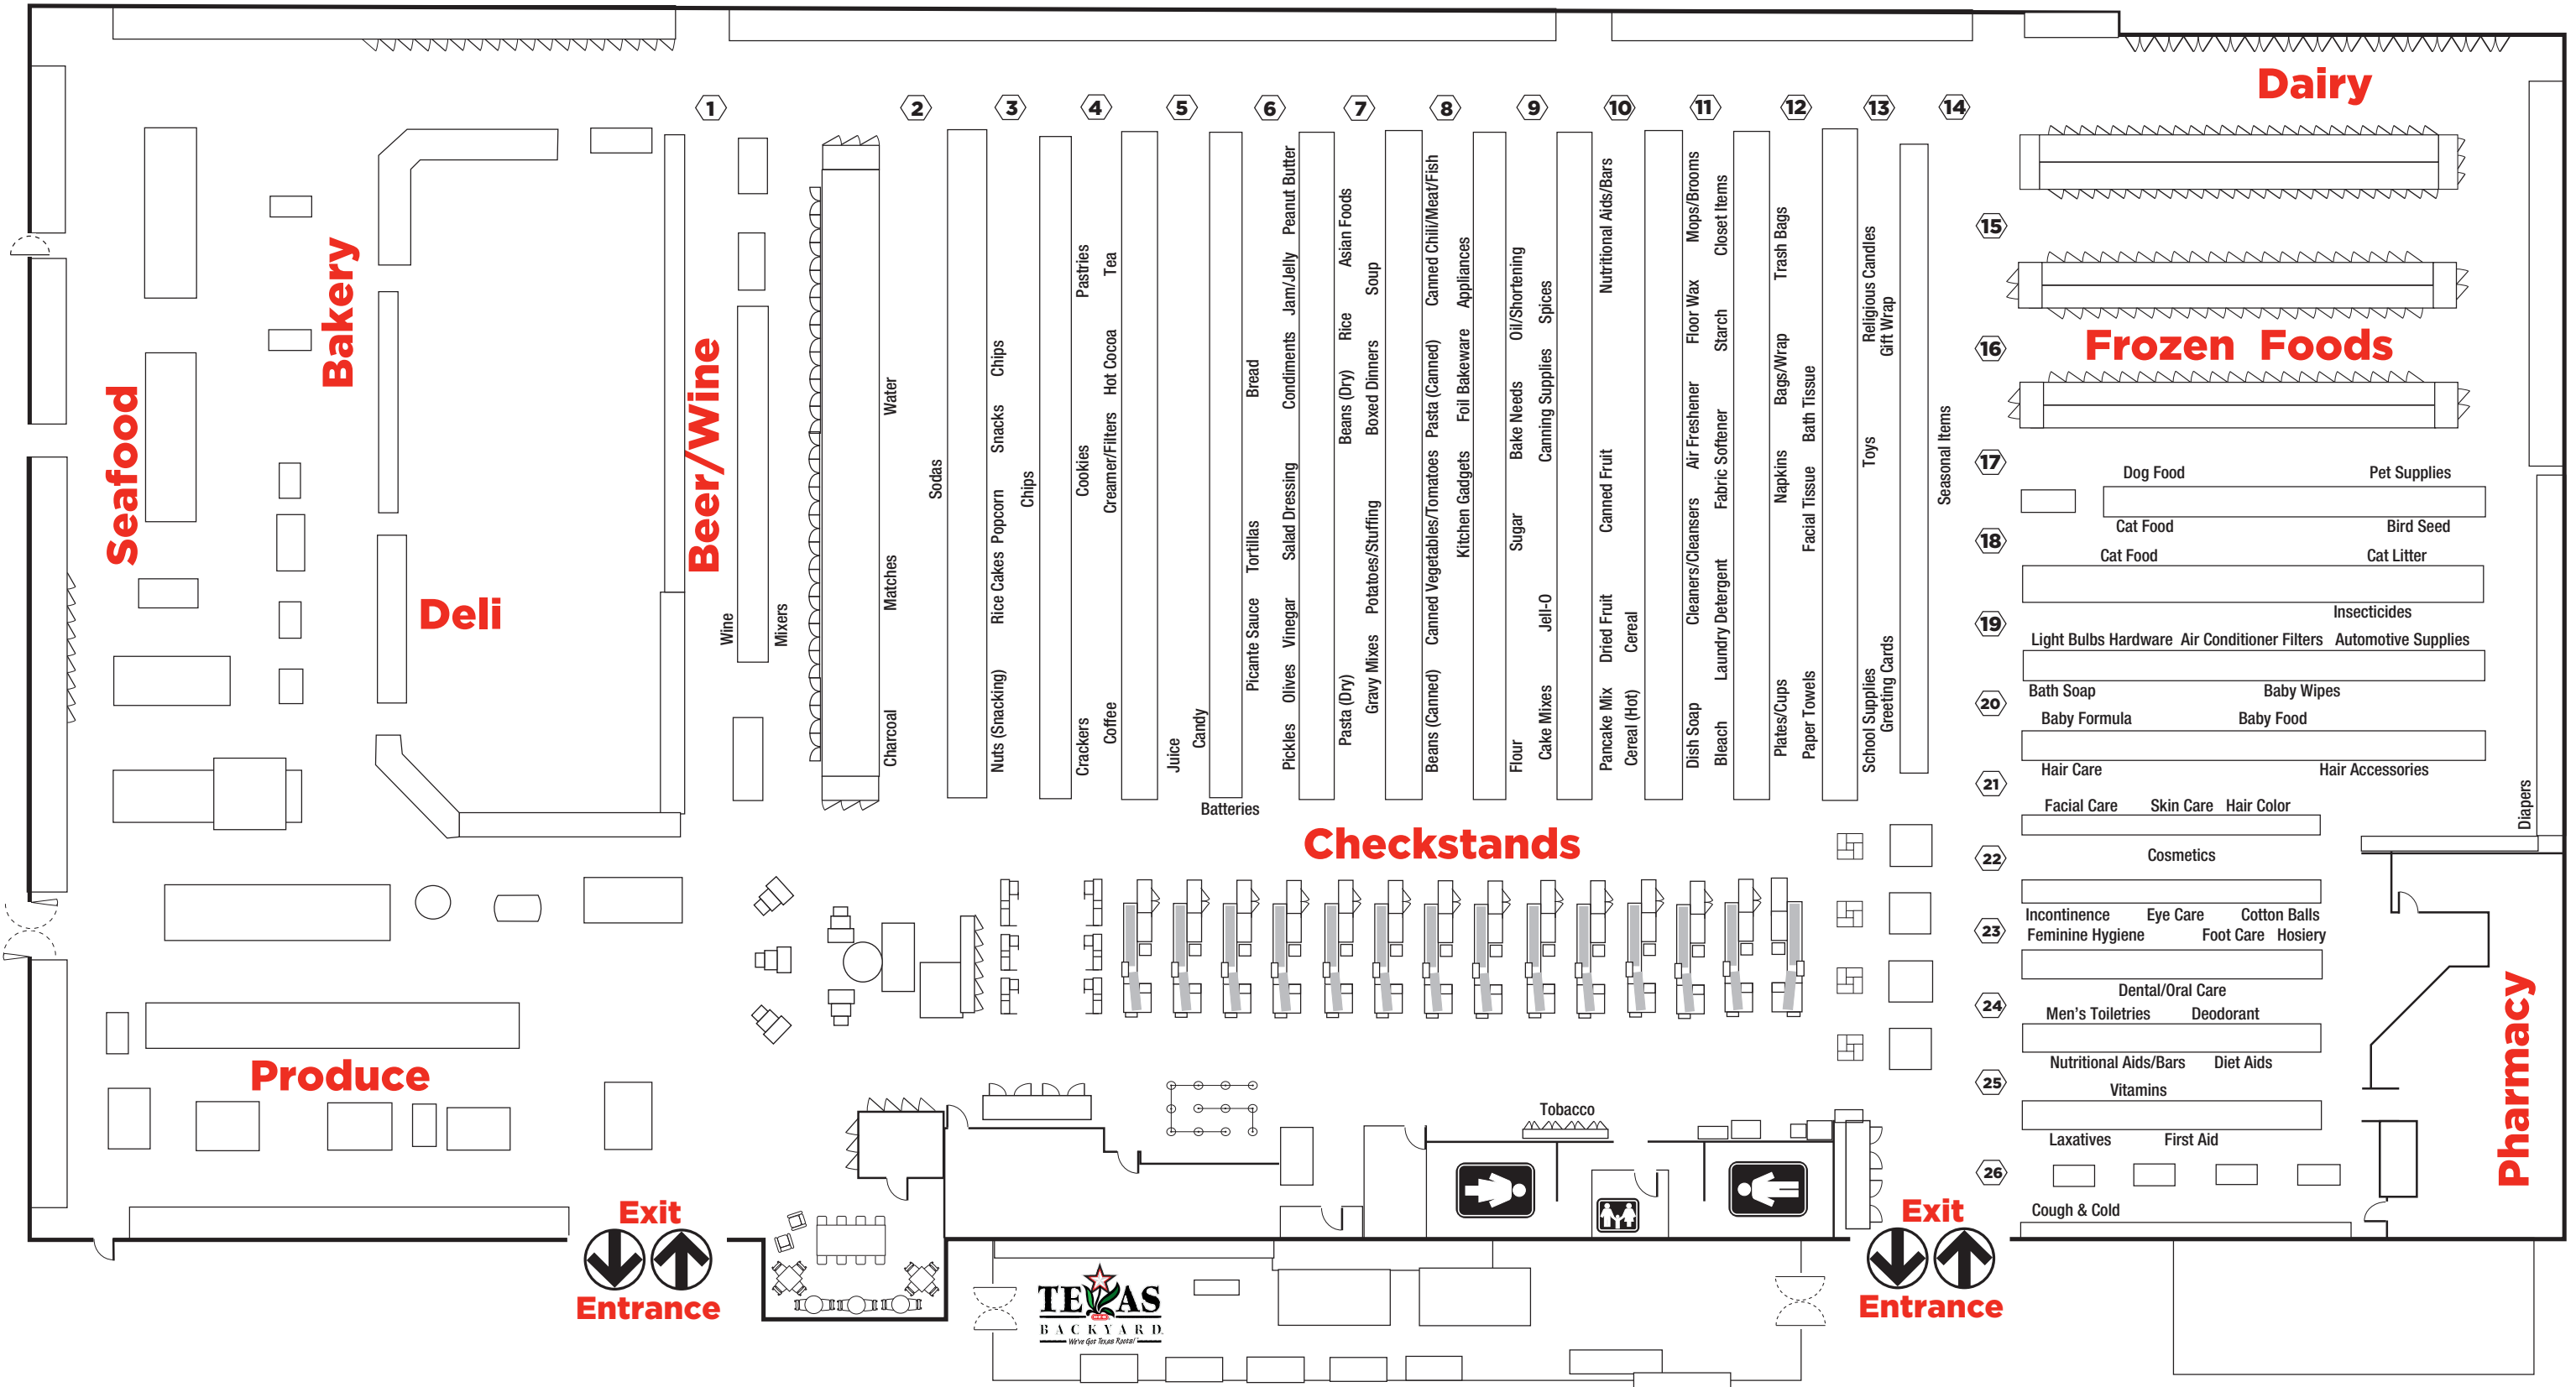 Dairy
1
2
3
4
5
6
7
8
9
10
11
12
13
14
15
Frozen Foods
16
17
18
19
20
21
22
23
24
25
26
Seafood
Bakery
Deli
Beer/Wine
Produce
Checkstands
Pharmacy
Wine
Mixers
Water
Matches
Charcoal
Sodas
Chips
Snacks
Popcorn
Rice Cakes
Nuts (Snacking)
Chips
Pastries
Cookies
Crackers
Tea
Hot Cocoa
Creamer/Filters
Coffee
Juice
Candy
Batteries
Bread
Tortillas
Picante Sauce
Peanut Butter
Jam/Jelly
Condiments
Salad Dressing
Vinegar
Olives
Pickles
Asian Foods
Rice
Beans (Dry)
Pasta (Dry)
Soup
Boxed Dinners
Potatoes/Stuffing
Gravy Mixes
Canned Chili/Meat/Fish
Pasta (Canned)
Canned Vegetables/Tomatoes
Beans (Canned)
Appliances
Foil Bakeware
Kitchen Gadgets
Oil/Shortening
Bake Needs
Sugar
Flour
Spices
Canning Supplies
Jell-O
Cake Mixes
Nutritional Aids/Bars
Canned Fruit
Dried Fruit
Pancake Mix
Cereal
Cereal (Hot)
Mops/Brooms
Floor Wax
Air Freshener
Cleaners/Cleansers
Dish Soap
Closet Items
Starch
Fabric Softener
Laundry Detergent
Bleach
Trash Bags
Bags/Wrap
Napkins
Plates/Cups
Bath Tissue
Facial Tissue
Paper Towels
Religious Candles
Toys
School Supplies
Gift Wrap
Greeting Cards
Seasonal Items
Dog Food
Pet Supplies
Cat Food
Bird Seed
Cat Food
Cat Litter
Insecticides
Light Bulbs Hardware
Air Conditioner Filters
Automotive Supplies
Bath Soap
Baby Wipes
Baby Formula
Baby Food
Hair Care
Hair Accessories
Diapers
Facial Care
Skin Care
Hair Color
Cosmetics
Incontinence
Eye Care
Cotton Balls
Feminine Hygiene
Foot Care
Hosiery
Dental/Oral Care
Men's Toiletries
Deodorant
Nutritional Aids/Bars
Diet Aids
Vitamins
Laxatives
First Aid
Cough & Cold
Tobacco
Exit
Entrance
Exit
Entrance
TEXAS
BACKYARD
We've Got Texas Roots!